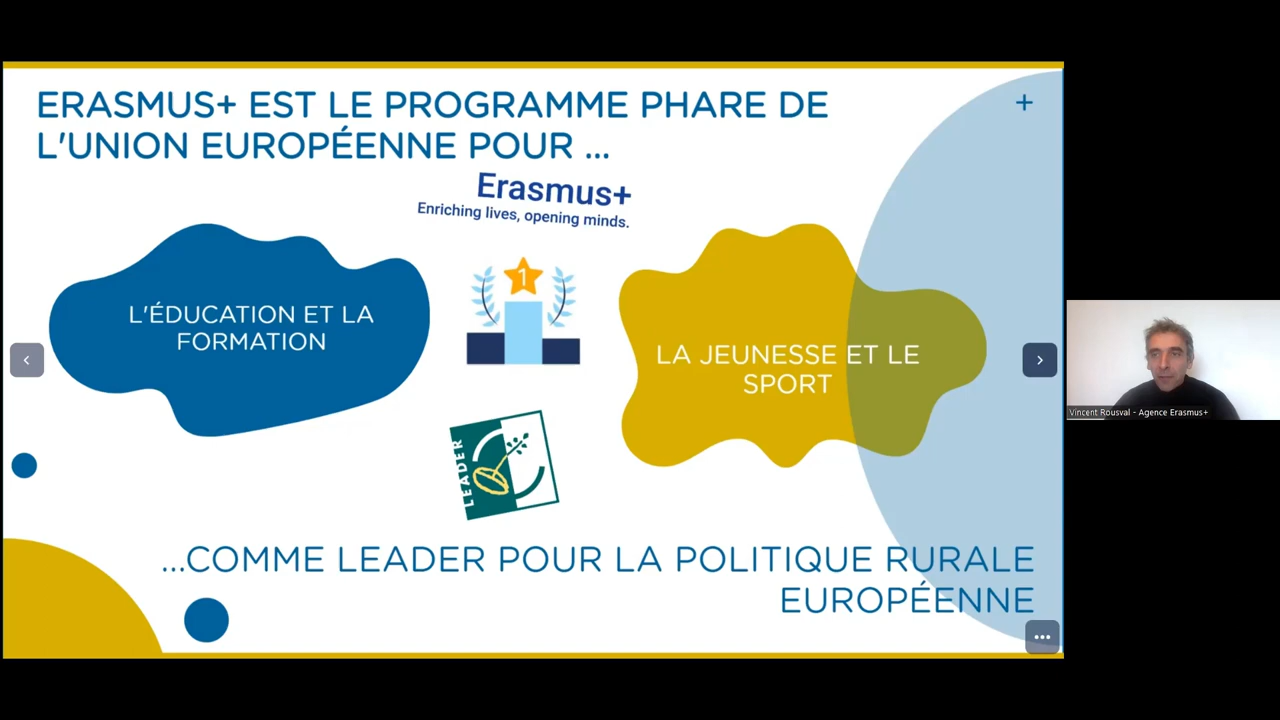 ERASMUS+ EST LE PROGRAMME PHARE DE
L'UNION EUROPÉENNE POUR ...
Erasmus+
Enriching lives, opening minds.
L'ÉDUCATION ET LA
FORMATION
1
LA JEUNESSE ET LE
SPORT
LEADER
...COMME LEADER POUR LA POLITIQUE RURALE
EUROPÉENNE
Vincent Rousval - Agence Erasmus+